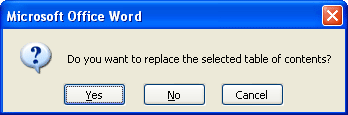 Microsoft Office Word
Do you want to replace the selected table of contents?
Yes No Cancel